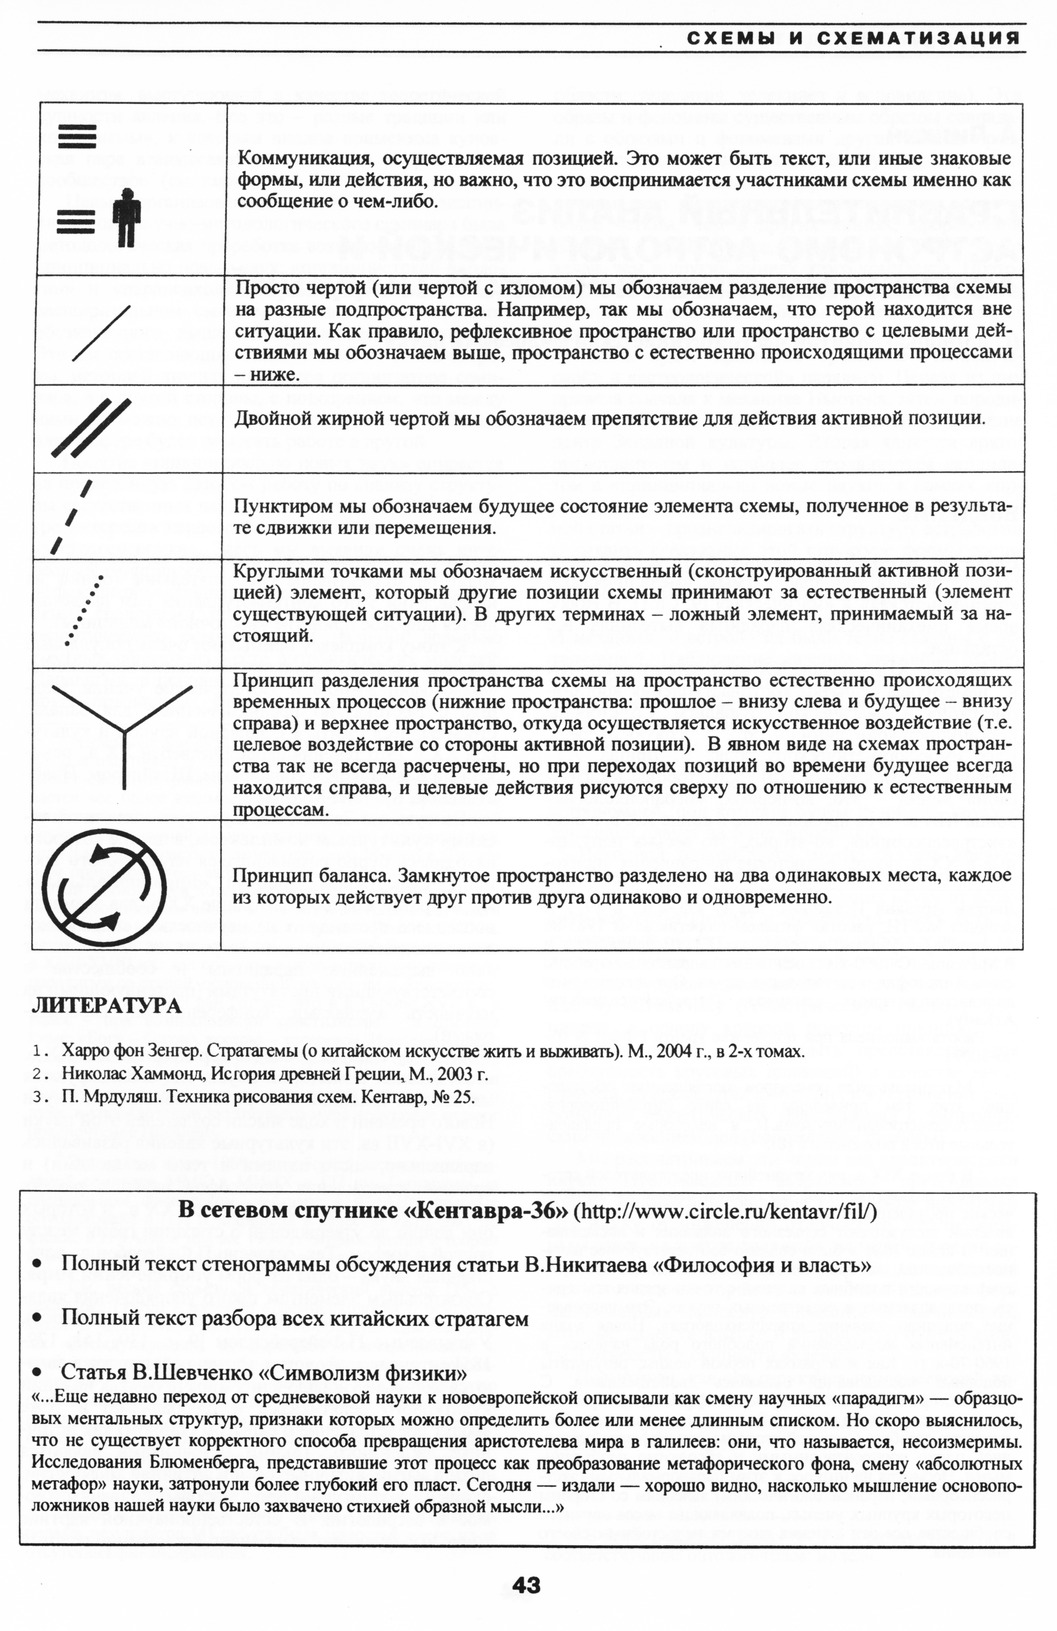 СХЕМЫ И СХЕМАТИЗАЦИЯ
Коммуникация, осуществляемая позицией. Это может быть текст, или иные знаковые
формы, или действия, но важно, что это воспринимается участниками схемы именно как
сообщение о чем-либо.
Просто чертой (или чертой с изломом) мы обозначаем разделение пространства схемы
на разные подпространства. Например, так мы обозначаем, что герой находится вне
ситуации. Как правило, рефлексивное пространство или пространство с целевыми дей-
ствиями мы обозначаем выше, пространство с естественно происходящими процессами
– ниже.
Двойной жирной чертой мы обозначаем препятствие для действия активной позиции.
Пунктиром мы обозначаем будущее состояние элемента схемы, полученное в результа-
те сдвижки или перемещения.
Круглыми точками мы обозначаем искусственный (сконструированный активной пози-
цией) элемент, который другие позиции схемы принимают за естественный (элемент
существующей ситуации). В других терминах – ложный элемент, принимаемый за на-
стоящий.
Принцип разделения пространства схемы на пространство естественно происходящих
временных процессов (нижние пространства: прошлое – внизу слева и будущее – внизу
справа) и верхнее пространство, откуда осуществляется искусственное воздействие (т.е.
целевое воздействие со стороны активной позиции). В явном виде на схемах простран-
ства так не всегда расчерчены, но при переходах позиций во времени будущее всегда
находится справа, и целевые действия рисуются сверху по отношению к естественным
процессам.
Принцип баланса. Замкнутое пространство разделено на два одинаковых места, каждое
из которых действует друг против друга одинаково и одновременно.
ЛИТЕРАТУРА
1. Харро фон Зенгер. Стратагемы (о китайском искусстве жить и выживать). М., 2004 г., в 2-х томах.
2. Николас Хаммонд, История древней Греции, М., 2003 г.
3. П. Мрдуляш. Техника рисования схем. Кентавр, № 25.
В сетевом спутнике «Кентавра-36» (http://www.circle.ru/kentavr/fil/)
• Полный текст стенограммы обсуждения статьи В.Никитаева «Философия и власть»
• Полный текст разбора всех китайских стратагем
• Статья В.Шевченко «Символизм физики»
«...Еще недавно переход от средневековой науки к новоевропейской описывали как смену научных «парадигм» — образцо-
вых ментальных структур, признаки которых можно определить более или менее длинным списком. Но скоро выяснилось,
что не существует корректного способа превращения аристотелева мира в галилеев: они, что называется, несоизмеримы.
Исследования Блюменберга, представившие этот процесс как преобразование метафорического фона, смену «абсолютных
метафор» науки, затронули более глубокий его пласт. Сегодня — издали — хорошо видно, насколько мышление основопо-
ложников нашей науки было захвачено стихией образной мысли...»
43